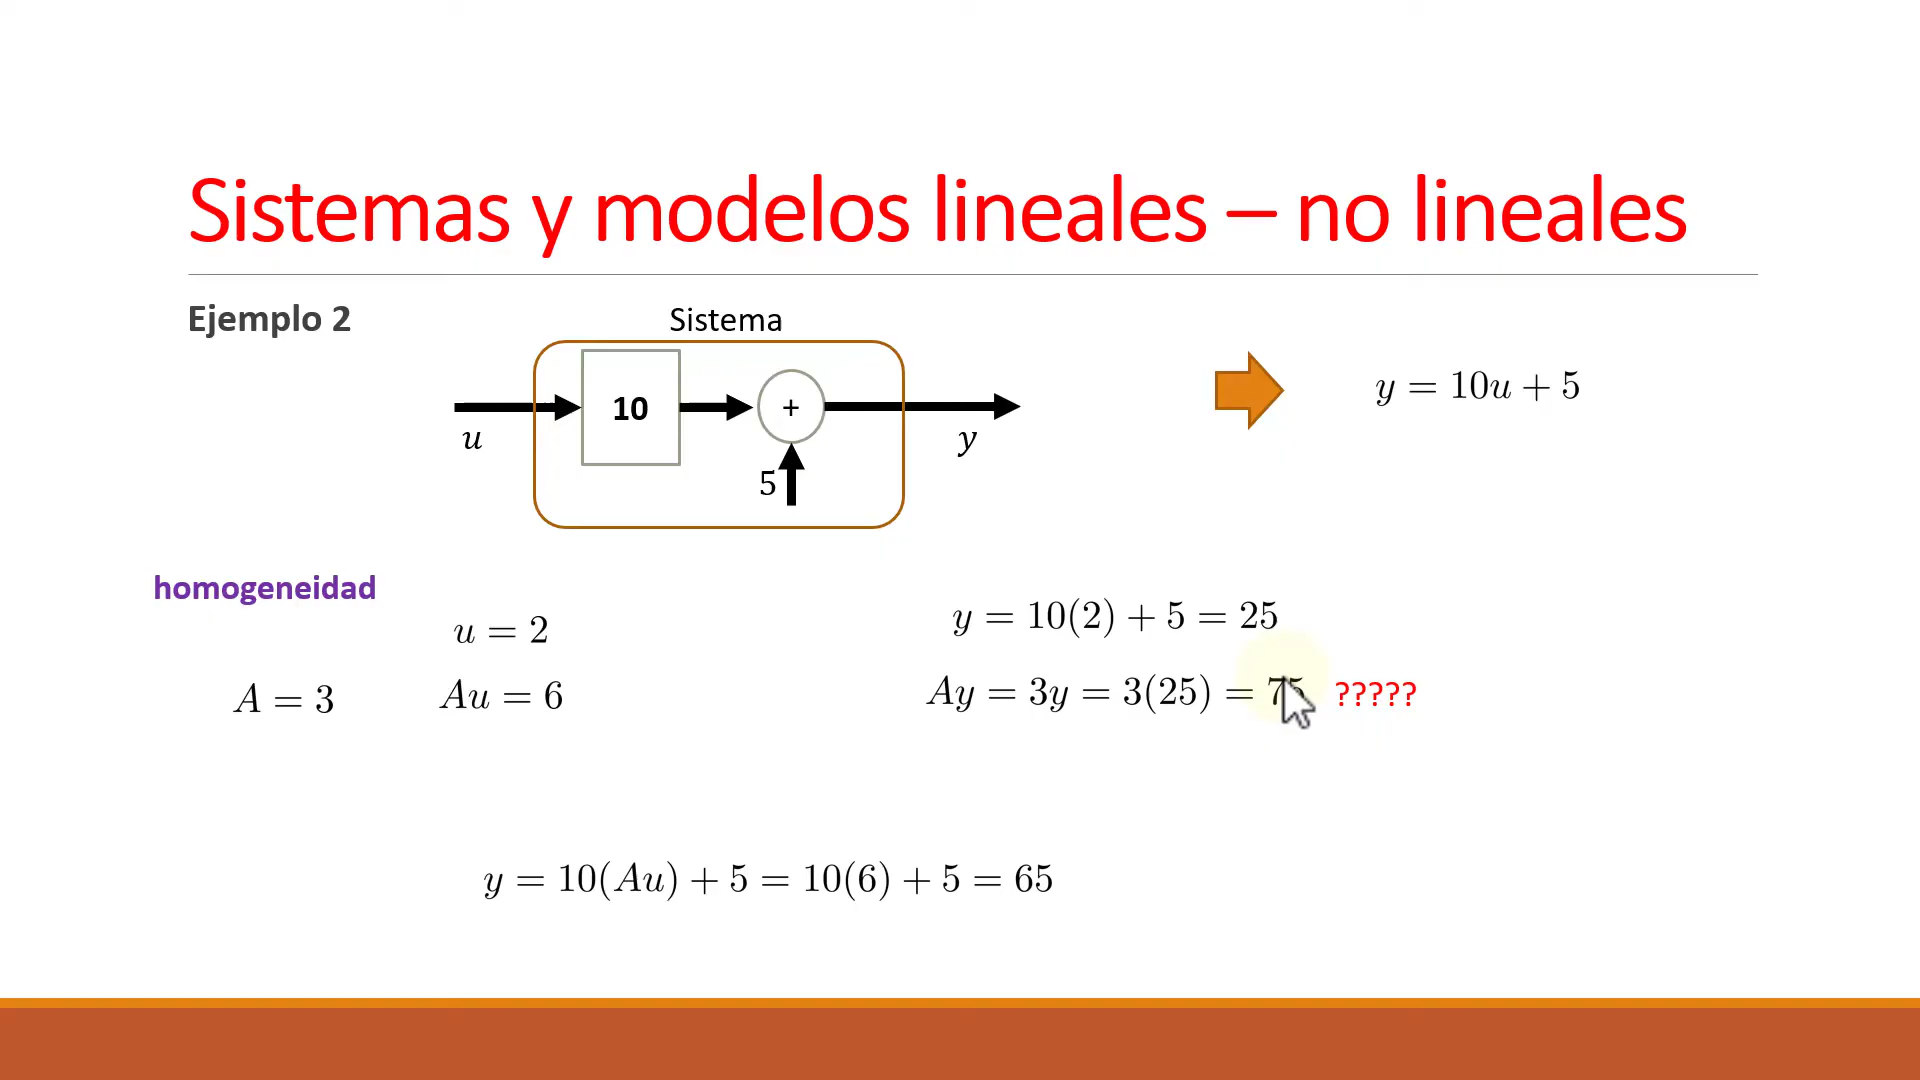 Sistemas y modelos lineales – no lineales
Ejemplo 2
Sistema
10
+
5
u
y
y = 10u + 5
homogeneidad
u = 2
y = 10(2) + 5 = 25
A = 3
Au = 6
Ay = 3y = 3(25) = 75
?????
y = 10(Au) + 5 = 10(6) + 5 = 65